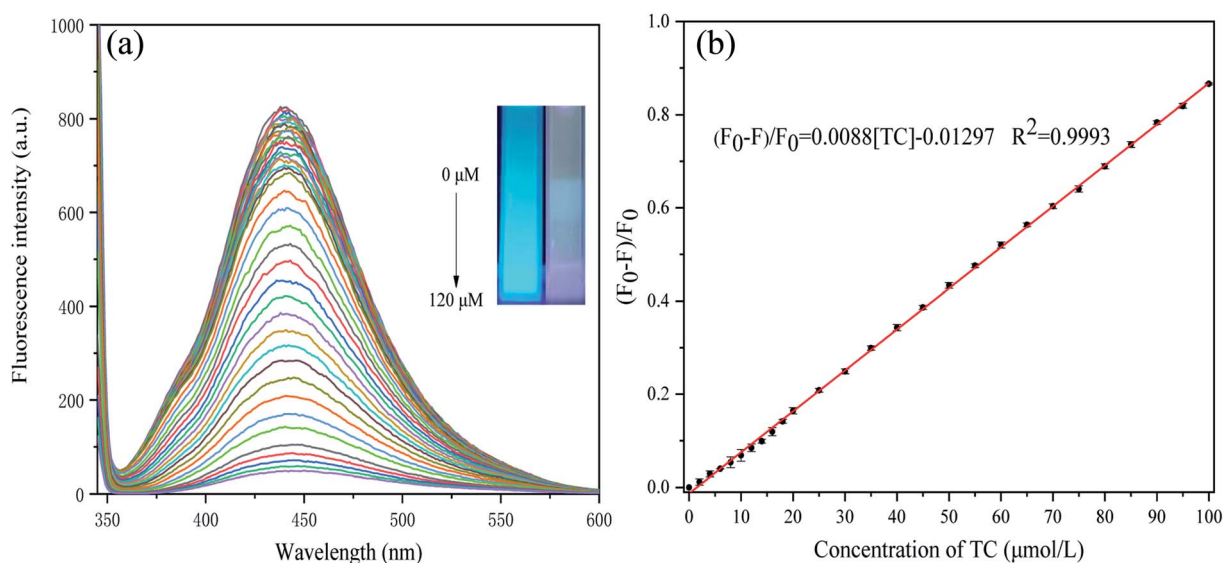 (a)
1000
800
600
400
200
0
Fluorescence intensity (a.u.)
0 μM
120 μM
350 400 450 500 550 600
Wavelength (nm)
(b)
1.0
0.8
0.6
0.4
0.2
0.0
(F0-F)/F0
(F0-F)/F0=0.0088[TC]-0.01297 R2=0.9993
0 10 20 30 40 50 60 70 80 90 100
Concentration of TC (μmol/L)